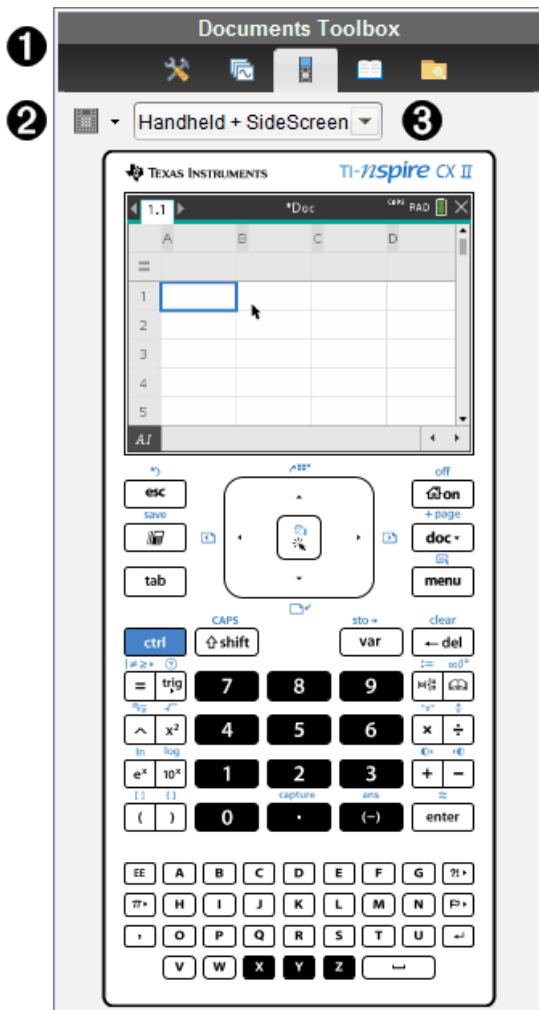 1 Documents Toolbox
2 Handheld + SideScreen 3
TEXAS INSTRUMENTS TI-nspire CX II
1.1 *Doc CAPS RAD
A B C D
=
1
2
3
4
5
A1
off
esc on
save + page
doc
tab menu
CAPS sto→ clear
ctrl shift var ← del
|≠≥▸ ? := 
= trig 7 8 9
^ x² 4 5 6 × ÷
ln log
eˣ 10ˣ 1 2 3 + −
[ ] { } capture ans ≈
( ) 0 . (−) enter
EE A B C D E F G ?!▸
π▸ H I J K L M N
, O P Q R S T U ↵
V W X Y Z